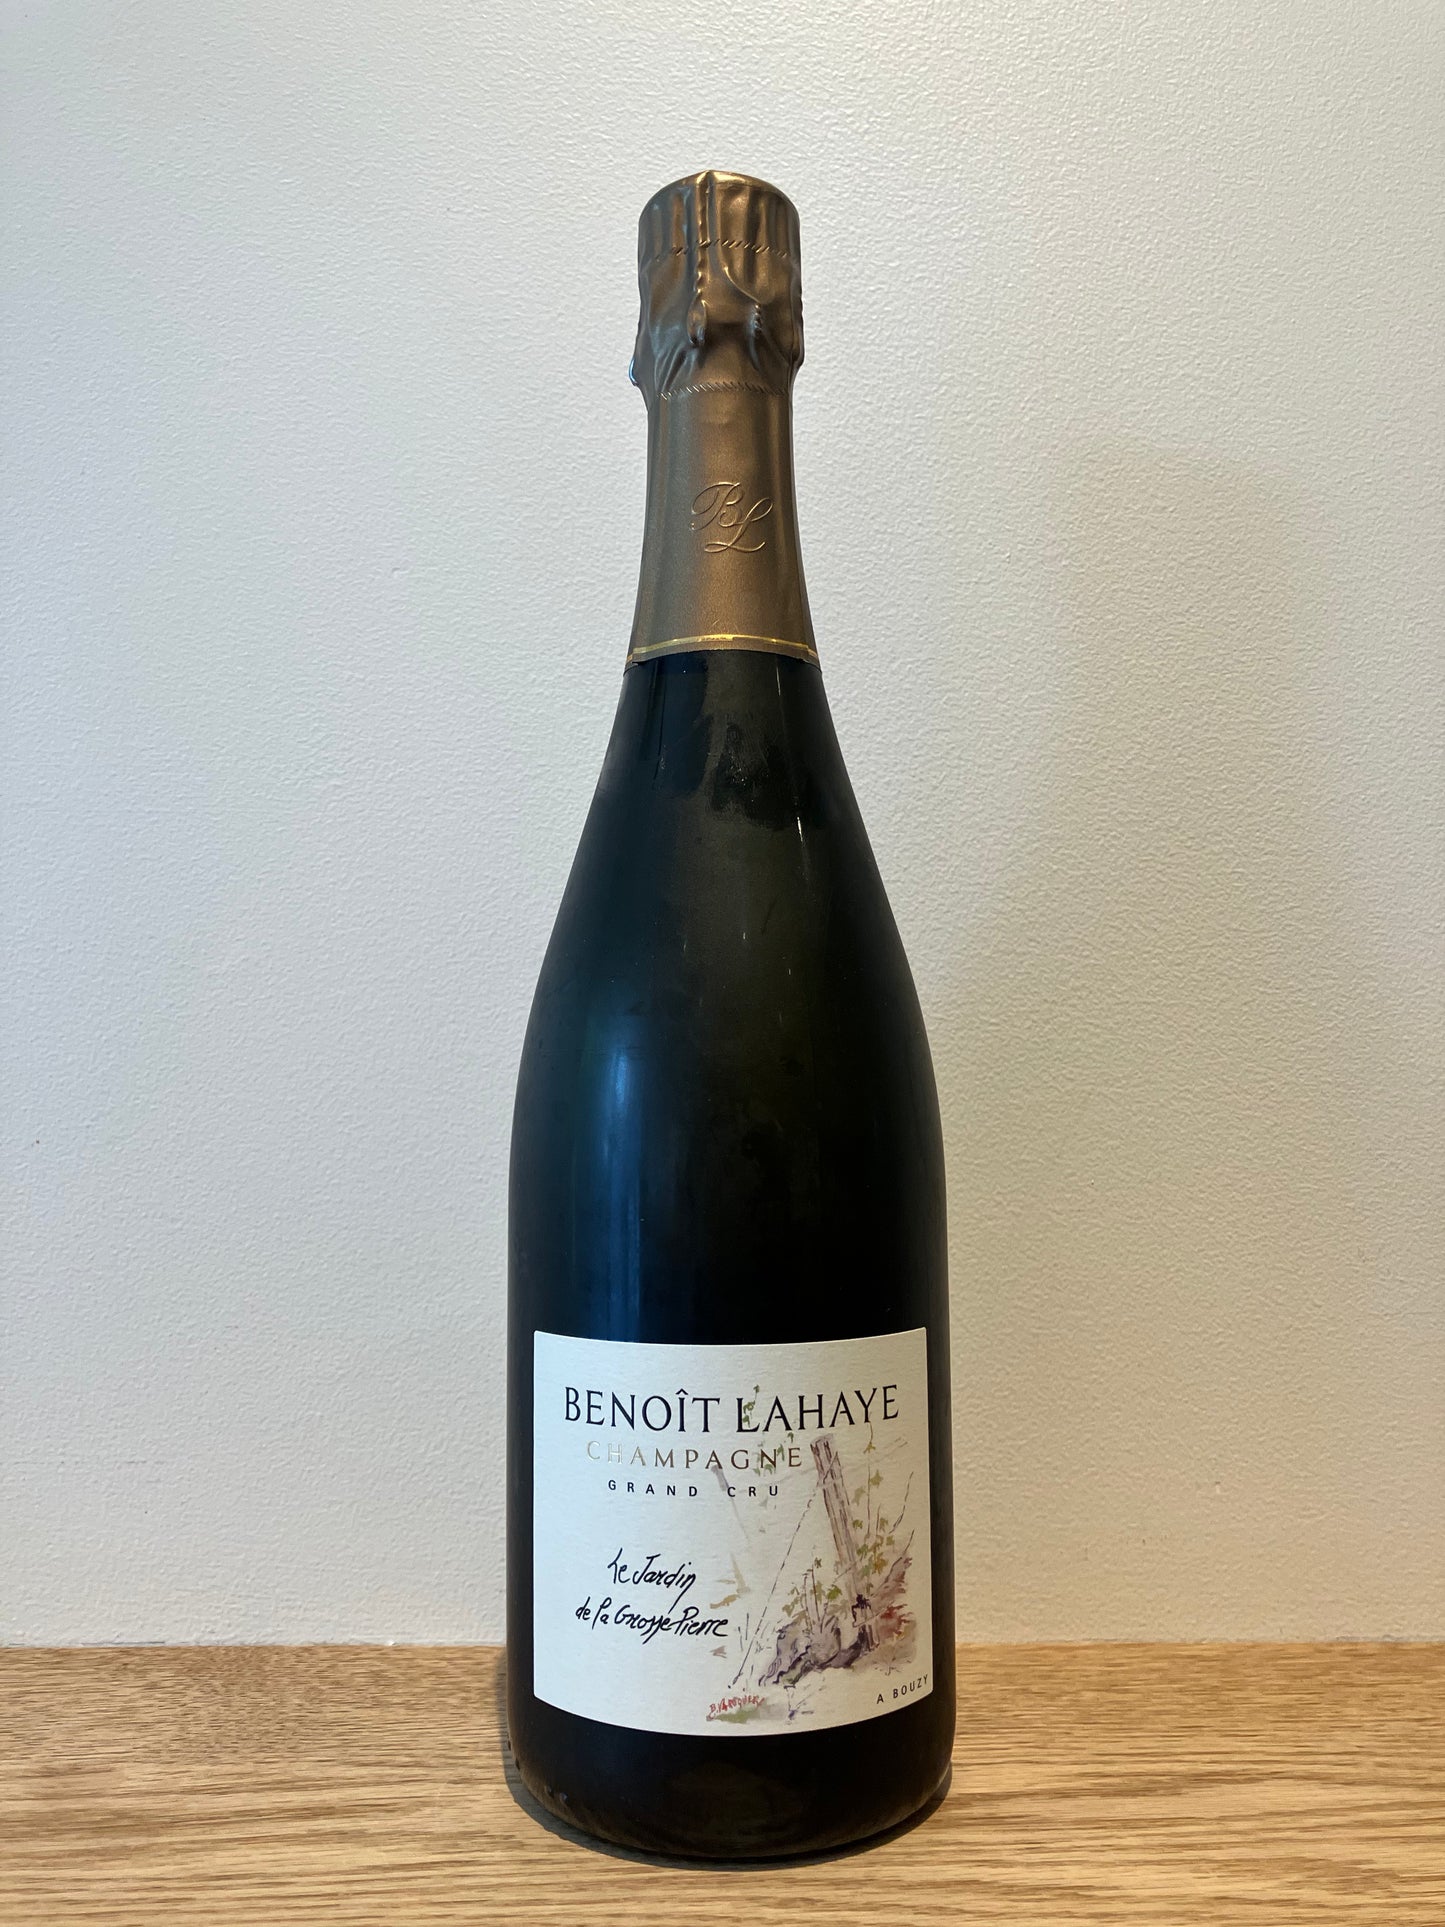 BL
BENOÎT LAHAYE
CHAMPAGNE
GRAND CRU
Le Jardin
de la Grosse-Pierre
A BOUZY